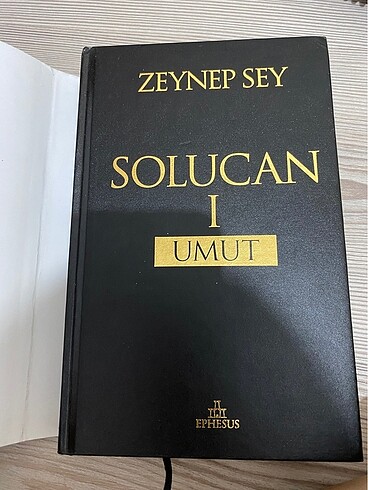 ZEYNEP SEY
SOLUCAN
I
UMUT
EPHESUS